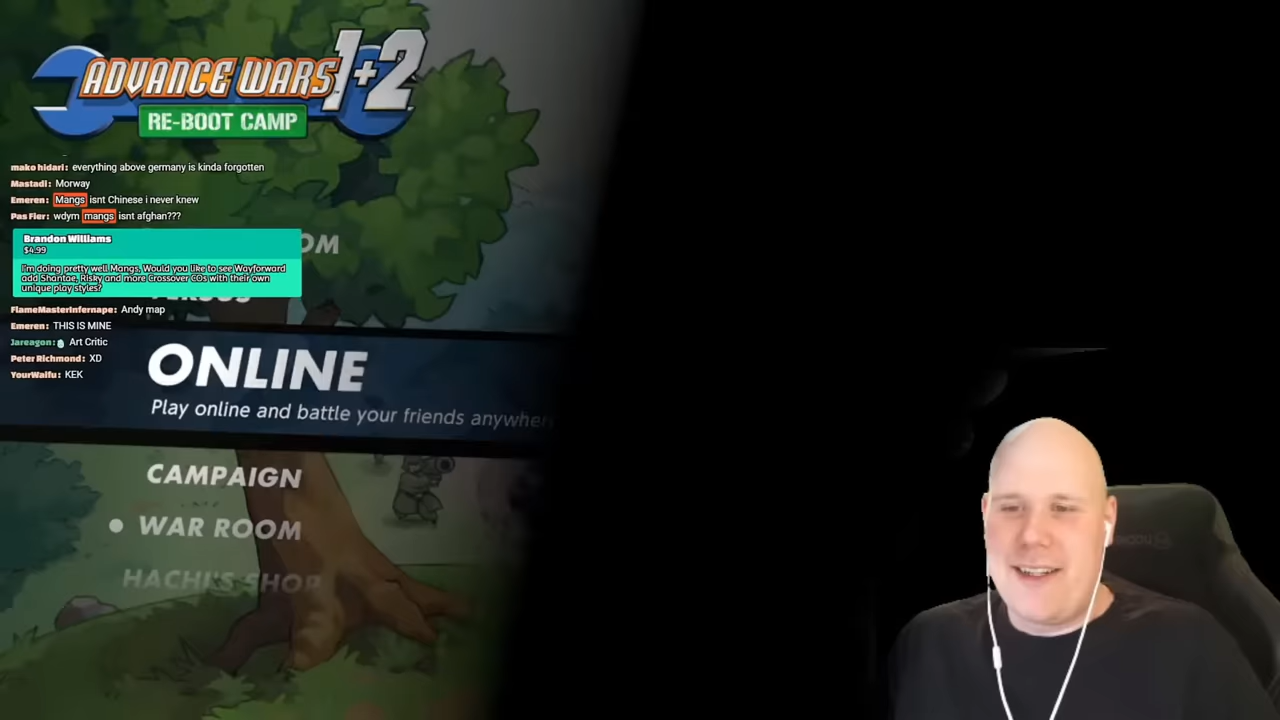 ADVANCE WARS 1+2
RE-BOOT CAMP
mako hidari: everything above germany is kinda forgotten
Mastadi: Morway
Emeren: Mangs isnt Chinese i never knew
Pas Fier: wdym mangs isnt afghan???
Brandon Williams
$4.99
I'm doing pretty well Mangs, Would you like to see Wayforward
add Shantae, Risky and more Crossover COs with their own
unique play styles?
OM
VERSUS
FlameMasterInfernape: Andy map
Emeren: THIS IS MINE
Jareagon: Art Critic
Peter Richmond: XD
YourWaifu: KEK
ONLINE
Play online and battle your friends anywher
CAMPAIGN
WAR ROOM
HACHI'S SHOP